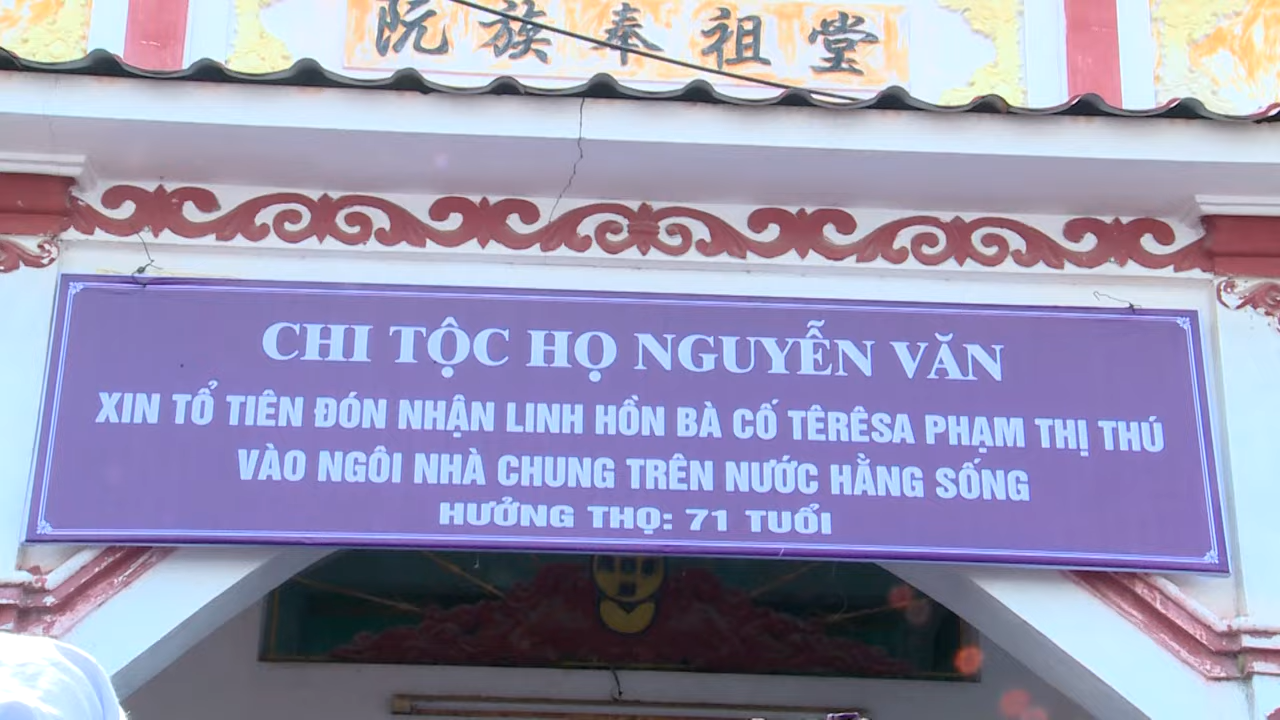 阮族奉祖堂
CHI TỘC HỌ NGUYỄN VĂN
XIN TỔ TIÊN ĐÓN NHẬN LINH HỒN BÀ CỐ TÊRÊSA PHẠM THỊ THÚ
VÀO NGÔI NHÀ CHUNG TRÊN NƯỚC HẰNG SỐNG
HƯỞNG THỌ: 71 TUỔI